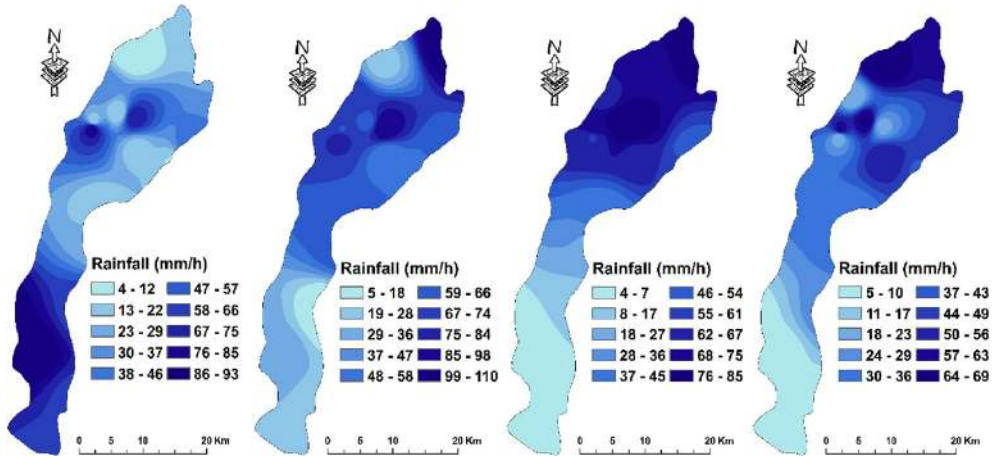 N
Rainfall (mm/h)
4 - 12 47 - 57
13 - 22 58 - 66
23 - 29 67 - 75
30 - 37 76 - 85
38 - 46 86 - 93
0 5 10 20 Km
N
Rainfall (mm/h)
5 - 18 59 - 66
19 - 28 67 - 74
29 - 36 75 - 84
37 - 47 85 - 98
48 - 58 99 - 110
0 5 10 20 Km
N
Rainfall (mm/h)
4 - 7 46 - 54
8 - 17 55 - 61
18 - 27 62 - 67
28 - 36 68 - 75
37 - 45 76 - 85
0 5 10 20 Km
N
Rainfall (mm/h)
5 - 10 37 - 43
11 - 17 44 - 49
18 - 23 50 - 56
24 - 29 57 - 63
30 - 36 64 - 69
0 5 10 20 Km